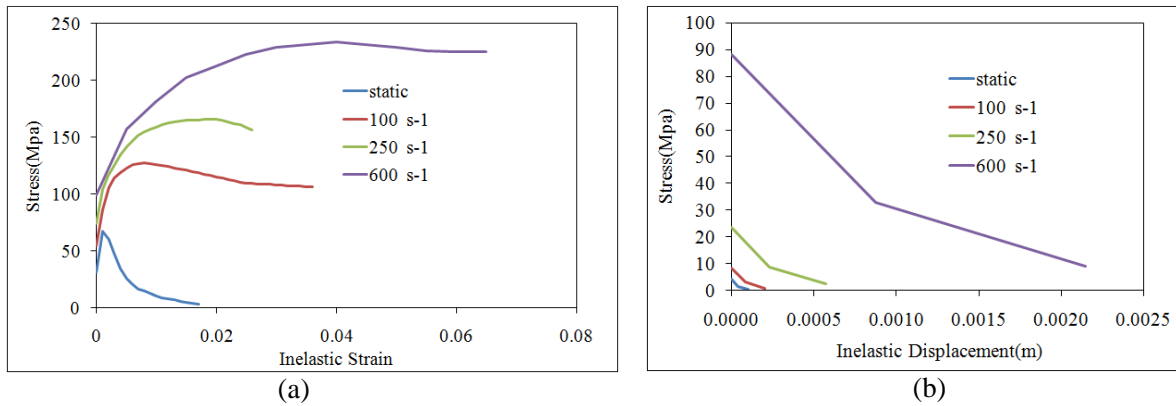 250
200
150
100
50
0
Stress(Mpa)
static
100 s-1
250 s-1
600 s-1
0
0.02
0.04
0.06
0.08
Inelastic Strain
(a)
100
90
80
70
60
50
40
30
20
10
0
Stress(Mpa)
static
100 s-1
250 s-1
600 s-1
0.0000
0.0005
0.0010
0.0015
0.0020
0.0025
Inelastic Displacement(m)
(b)